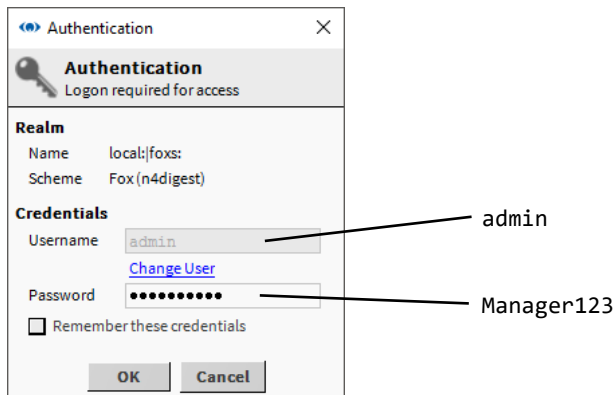 Authentication
Authentication
Logon required for access
Realm
Name local:|foxs:
Scheme Fox (n4digest)
Credentials
Username admin
admin
Change User
Password ●●●●●●●●●●
Manager123
Remember these credentials
OK Cancel